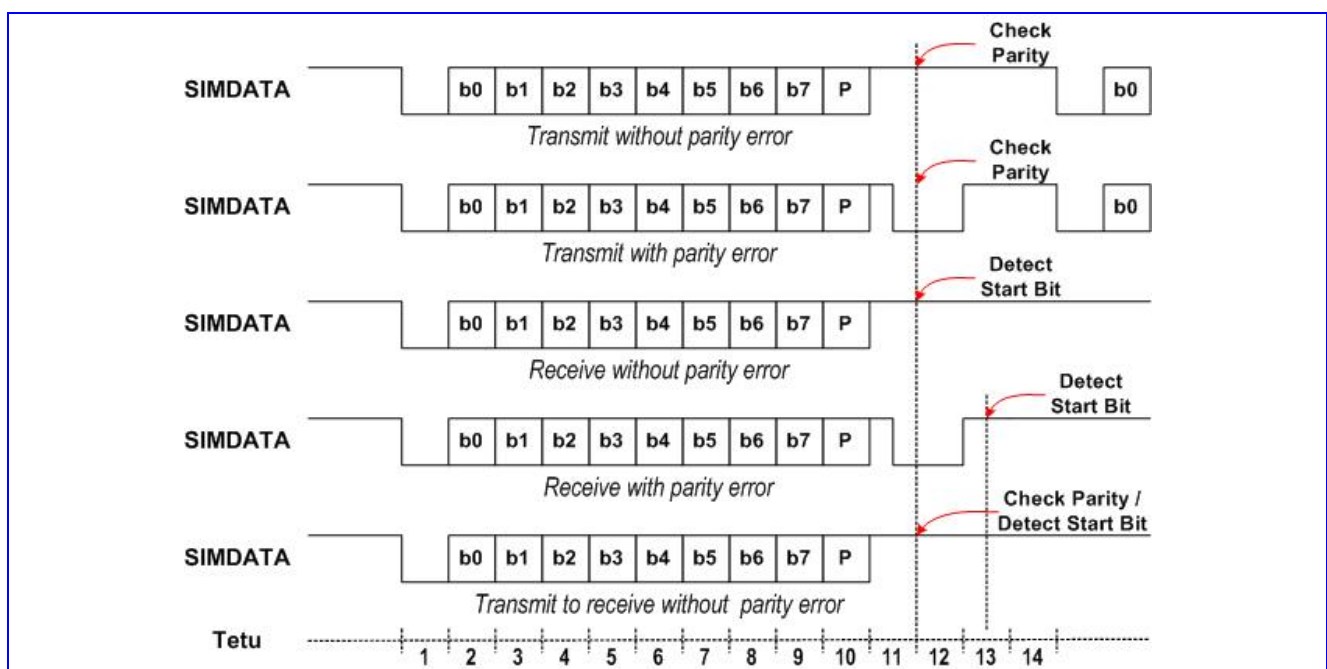 Check
Parity
SIMDATA b0 b1 b2 b3 b4 b5 b6 b7 P b0
Transmit without parity error
Check
Parity
SIMDATA b0 b1 b2 b3 b4 b5 b6 b7 P b0
Transmit with parity error
Detect
Start Bit
SIMDATA b0 b1 b2 b3 b4 b5 b6 b7 P
Receive without parity error
Detect
Start Bit
SIMDATA b0 b1 b2 b3 b4 b5 b6 b7 P
Receive with parity error
Check Parity /
Detect Start Bit
SIMDATA b0 b1 b2 b3 b4 b5 b6 b7 P
Transmit to receive without parity error
Tetu
1 2 3 4 5 6 7 8 9 10 11 12 13 14